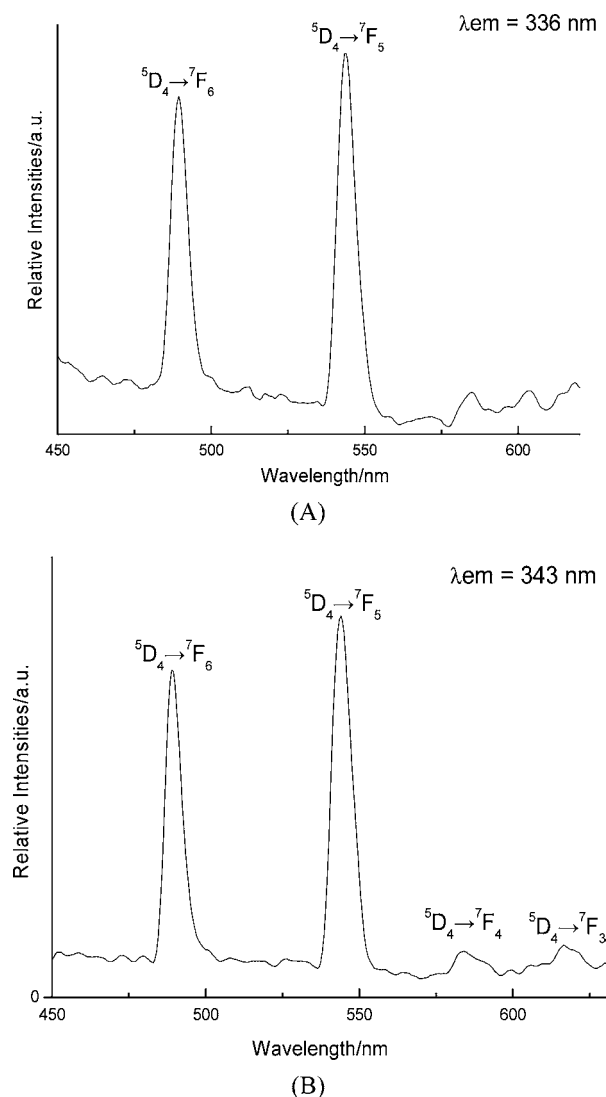 λem = 336 nm
⁵D₄→⁷F₅
⁵D₄→⁷F₆
Relative Intensities/a.u.
450 500 550 600
Wavelength/nm
(A)
λem = 343 nm
⁵D₄→⁷F₅
⁵D₄→⁷F₆
⁵D₄→⁷F₄ ⁵D₄→⁷F₃
Relative Intensities/a.u.
0
450 500 550 600
Wavelength/nm
(B)